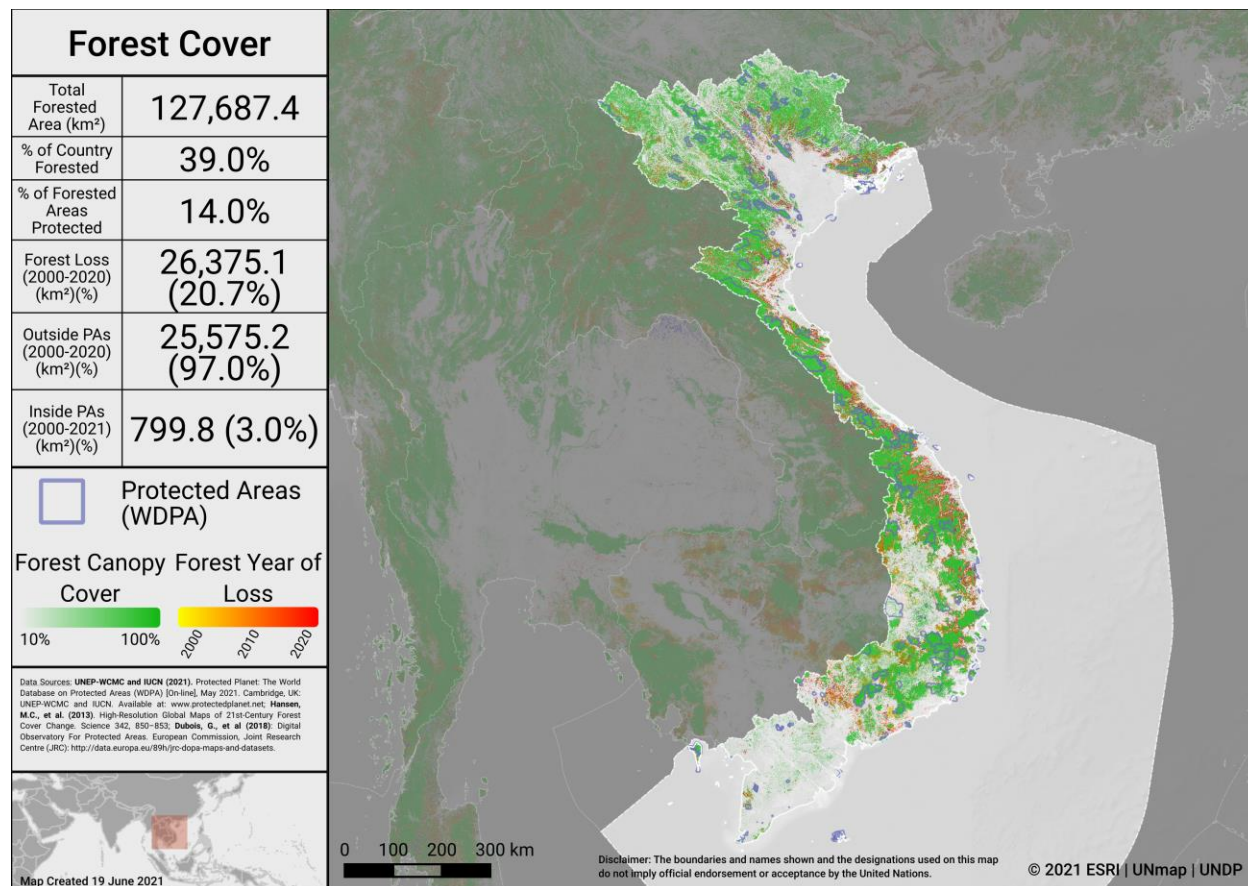 Forest Cover
Total
Forested
Area (km²)
127,687.4
% of Country
Forested
39.0%
% of Forested
Areas
Protected
14.0%
Forest Loss
(2000-2020)
(km²)(%)
26,375.1
(20.7%)
Outside PAs
(2000-2020)
(km²)(%)
25,575.2
(97.0%)
Inside PAs
(2000-2021)
(km²)(%)
799.8 (3.0%)
Protected Areas
(WDPA)
Forest Canopy
Cover
10%
100%
Forest Year of
Loss
2000
2010
2020
Data Sources: UNEP-WCMC and IUCN (2021). Protected Planet: The World
Database on Protected Areas (WDPA) [On-line], May 2021. Cambridge, UK:
UNEP-WCMC and IUCN. Available at: www.protectedplanet.net; Hansen,
M.C., et al. (2013). High-Resolution Global Maps of 21st-Century Forest
Cover Change. Science 342, 850–853; Dubois, G., et al (2018): Digital
Observatory For Protected Areas. European Commission, Joint Research
Centre (JRC): http://data.europa.eu/89h/jrc-dopa-maps-and-datasets.
Map Created 19 June 2021
0 100 200 300 km
Disclaimer: The boundaries and names shown and the designations used on this map
do not imply official endorsement or acceptance by the United Nations.
© 2021 ESRI | UNmap | UNDP